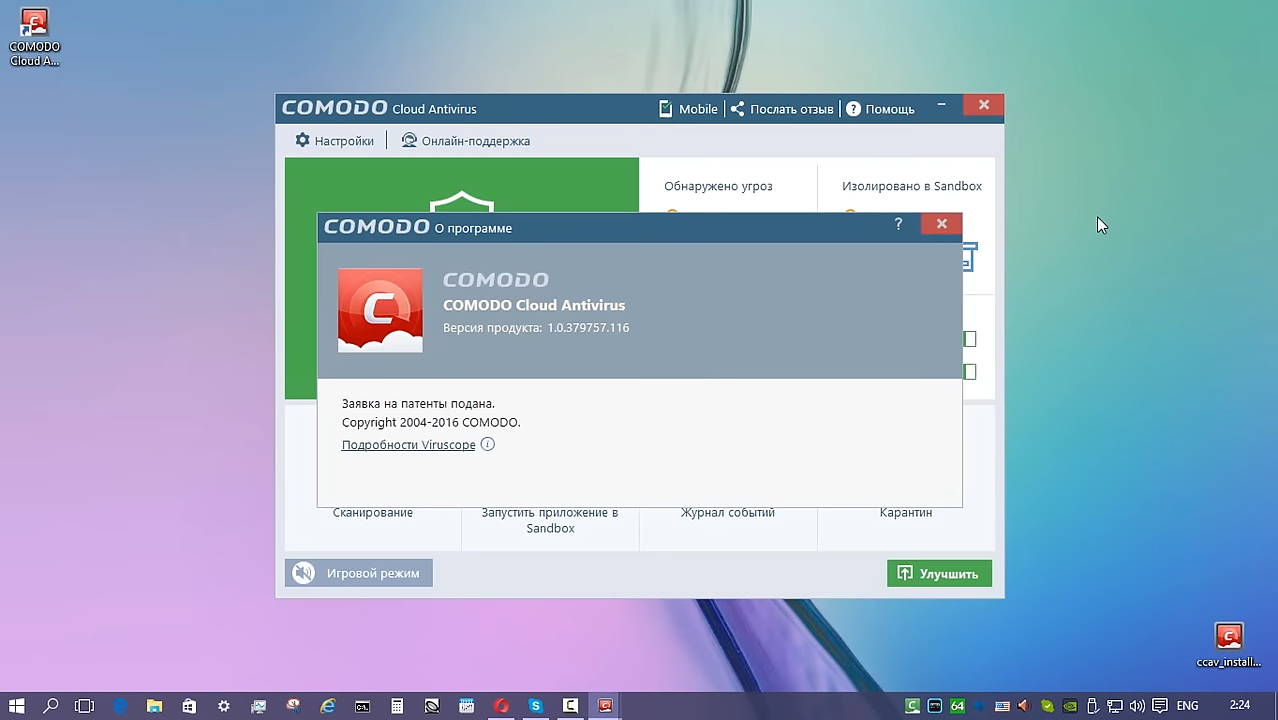 COMODO
Cloud A...
COMODO Cloud Antivirus
Mobile
Послать отзыв
? Помощь
Настройки
Онлайн-поддержка
Обнаружено угроз
Изолировано в Sandbox
COMODO О программе
?
COMODO
COMODO Cloud Antivirus
Версия продукта: 1.0.379757.116
Заявка на патенты подана.
Copyright 2004-2016 COMODO.
Подробности Viruscope
Сканирование
Запустить приложение в
Sandbox
Журнал событий
Карантин
Игровой режим
Улучшить
ccav_install...
64
ENG
2:24